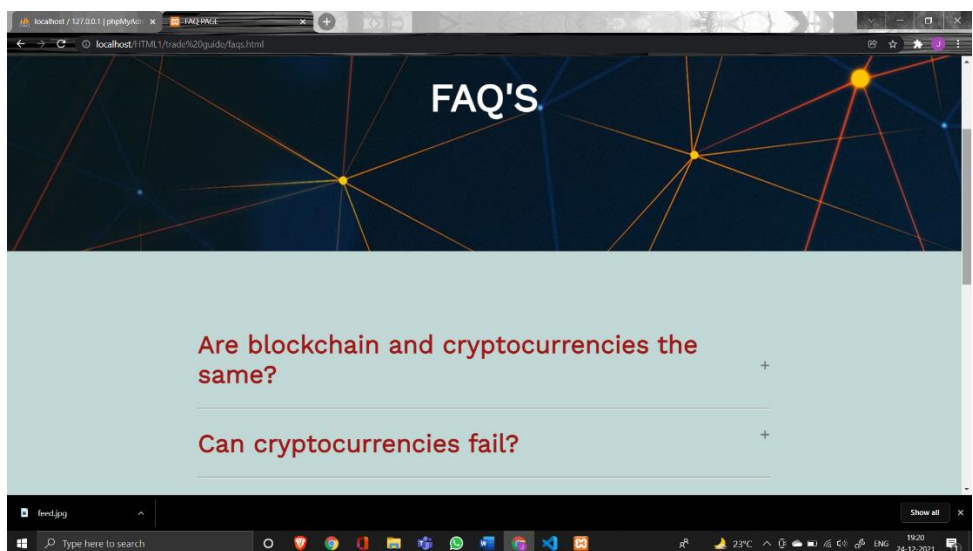 localhost / 127.0.0.1 | phpMyAdn
FAQ PAGE
localhost/HTML1/trade%20guide/faqs.html
J
FAQ'S
Are blockchain and cryptocurrencies the
same?
+
Can cryptocurrencies fail?
+
feed.jpg
Show all
Type here to search
23°C
ENG
19:20
24-12-2021